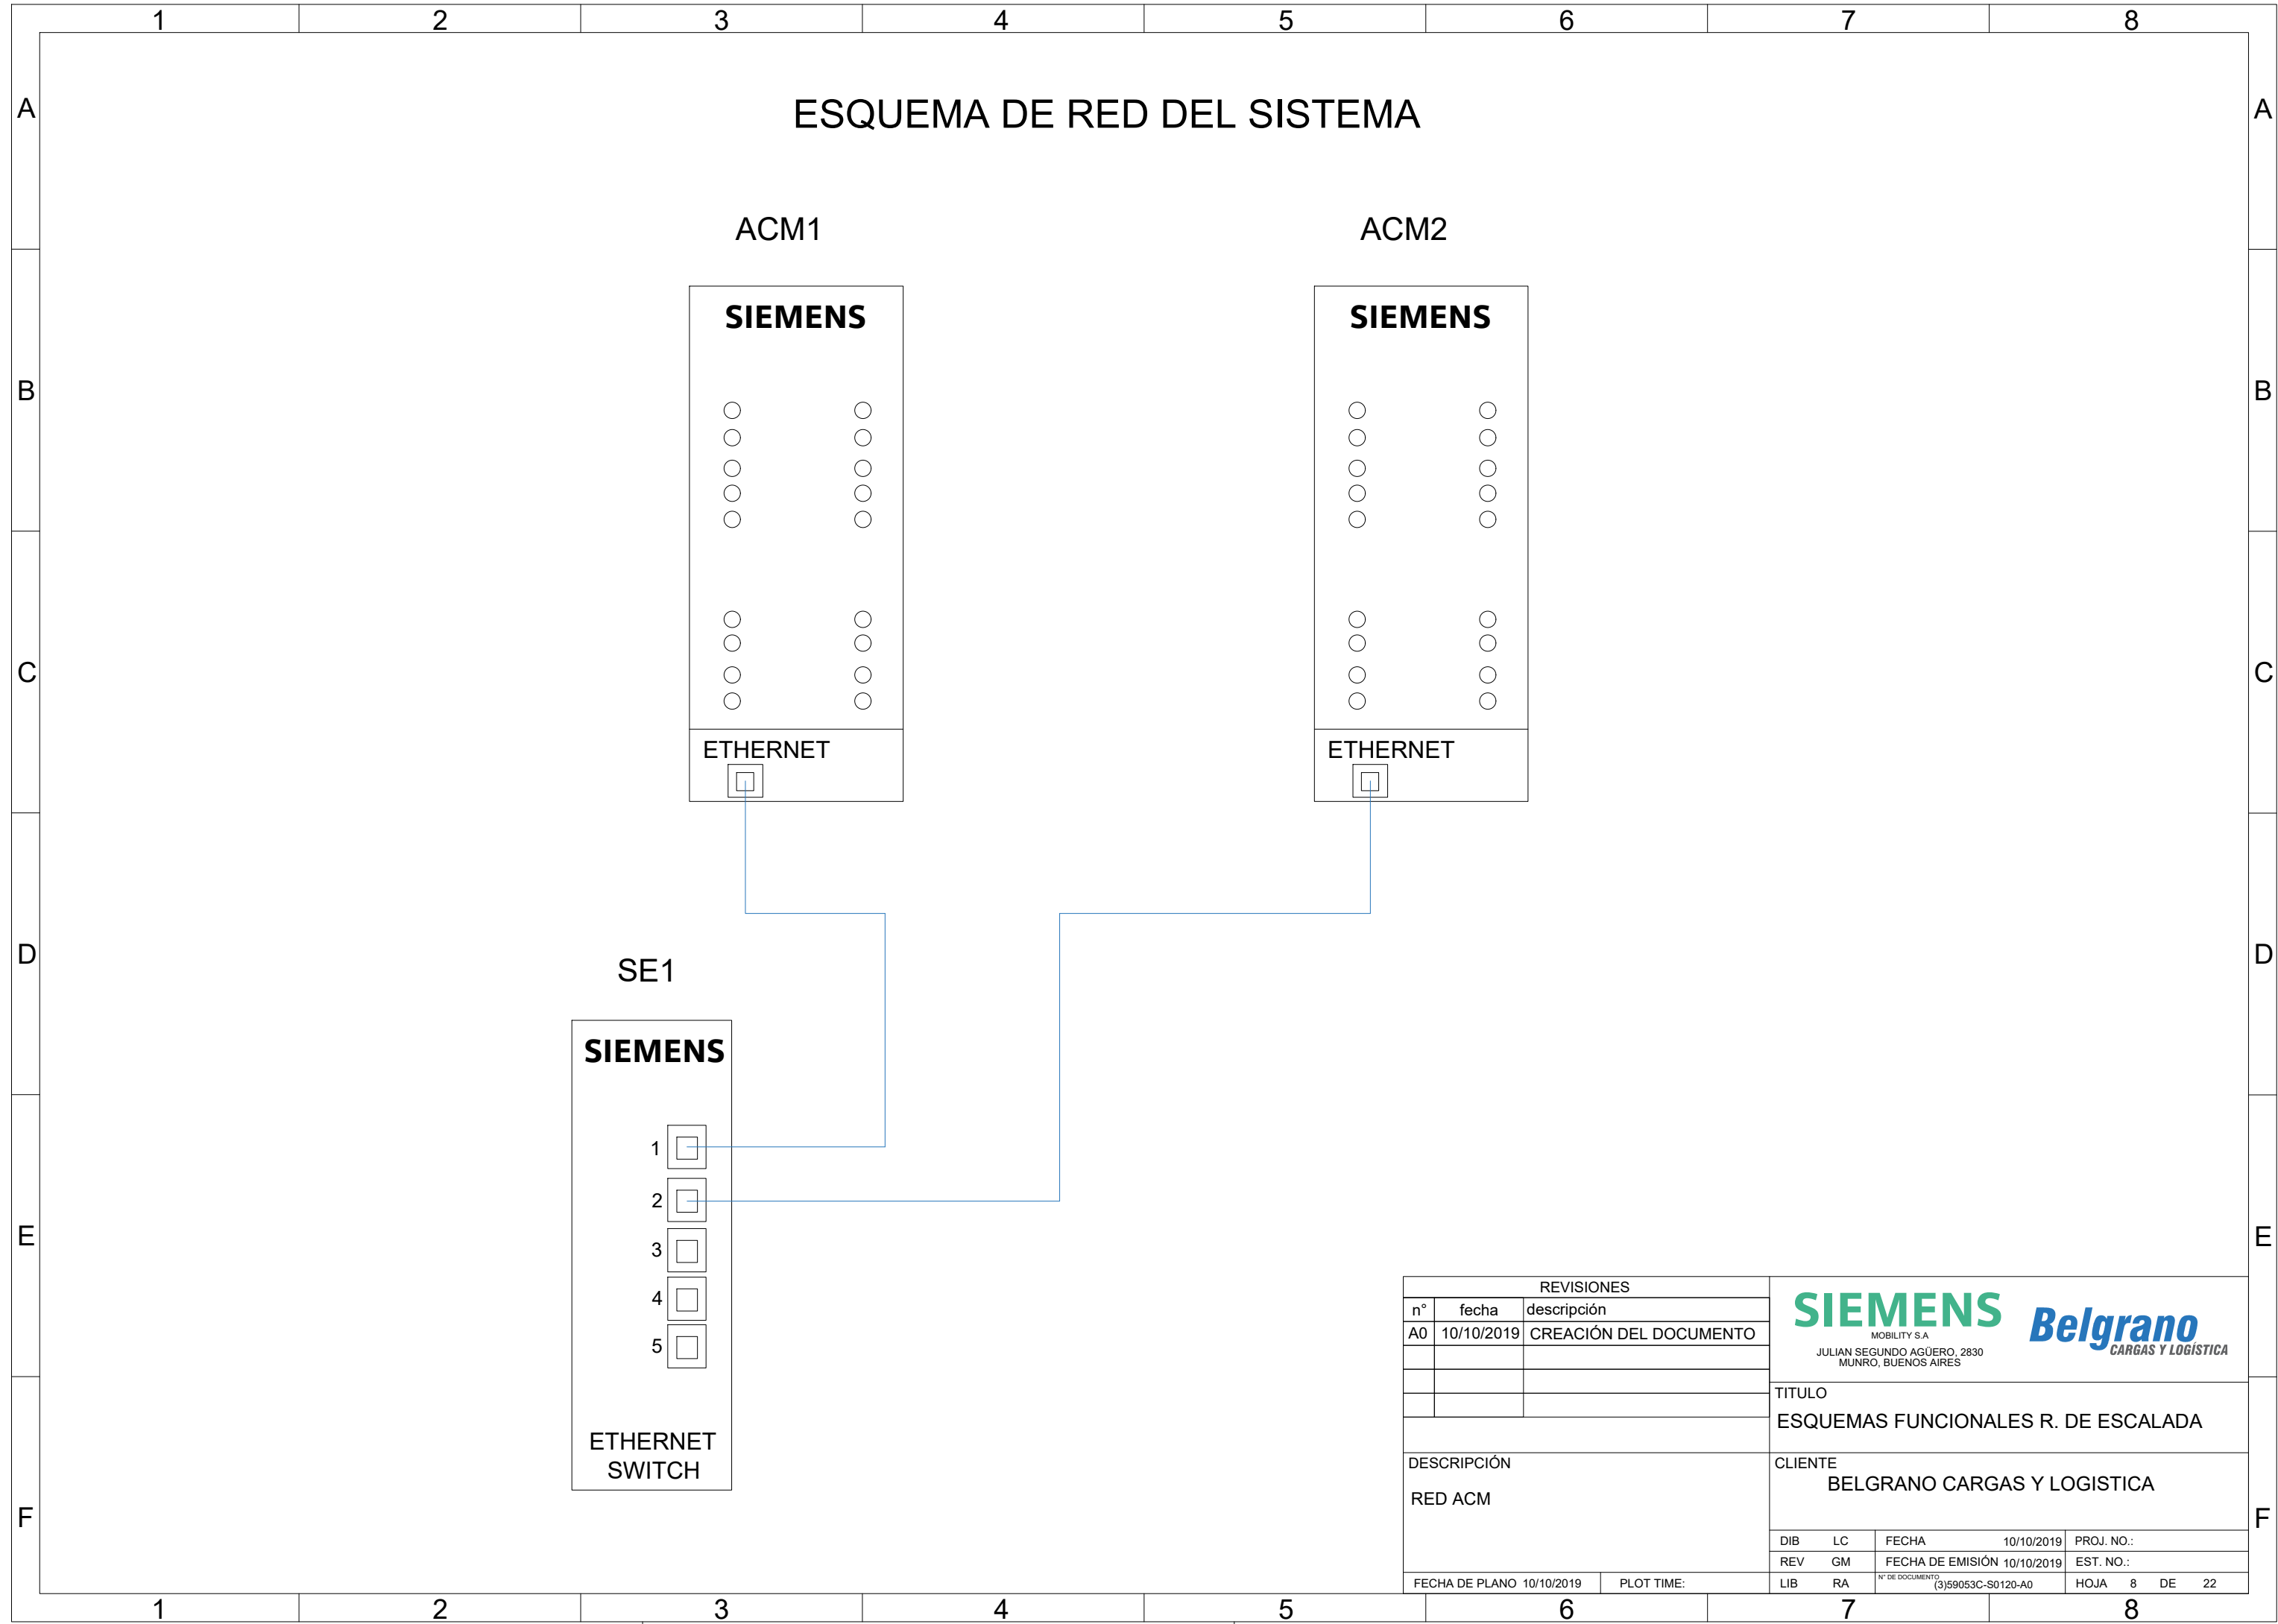 1 2 3 4 5 6 7 8
A A
ESQUEMA DE RED DEL SISTEMA
ACM1 ACM2
SIEMENS SIEMENS
B B
C C
ETHERNET ETHERNET
D D
SE1
SIEMENS
1
2
E E
3
4
5
ETHERNET
SWITCH
F F
REVISIONES
n° fecha descripción
A0 10/10/2019 CREACIÓN DEL DOCUMENTO
DESCRIPCIÓN
RED ACM
FECHA DE PLANO 10/10/2019 PLOT TIME:
SIEMENS
MOBILITY S.A
JULIAN SEGUNDO AGÜERO, 2830
MUNRO, BUENOS AIRES
Belgrano
CARGAS Y LOGÍSTICA
TITULO
ESQUEMAS FUNCIONALES R. DE ESCALADA
CLIENTE
BELGRANO CARGAS Y LOGISTICA
DIB LC FECHA 10/10/2019 PROJ. NO.:
REV GM FECHA DE EMISIÓN 10/10/2019 EST. NO.:
LIB RA N° DE DOCUMENTO (3)59053C-S0120-A0 HOJA 8 DE 22
1 2 3 4 5 6 7 8